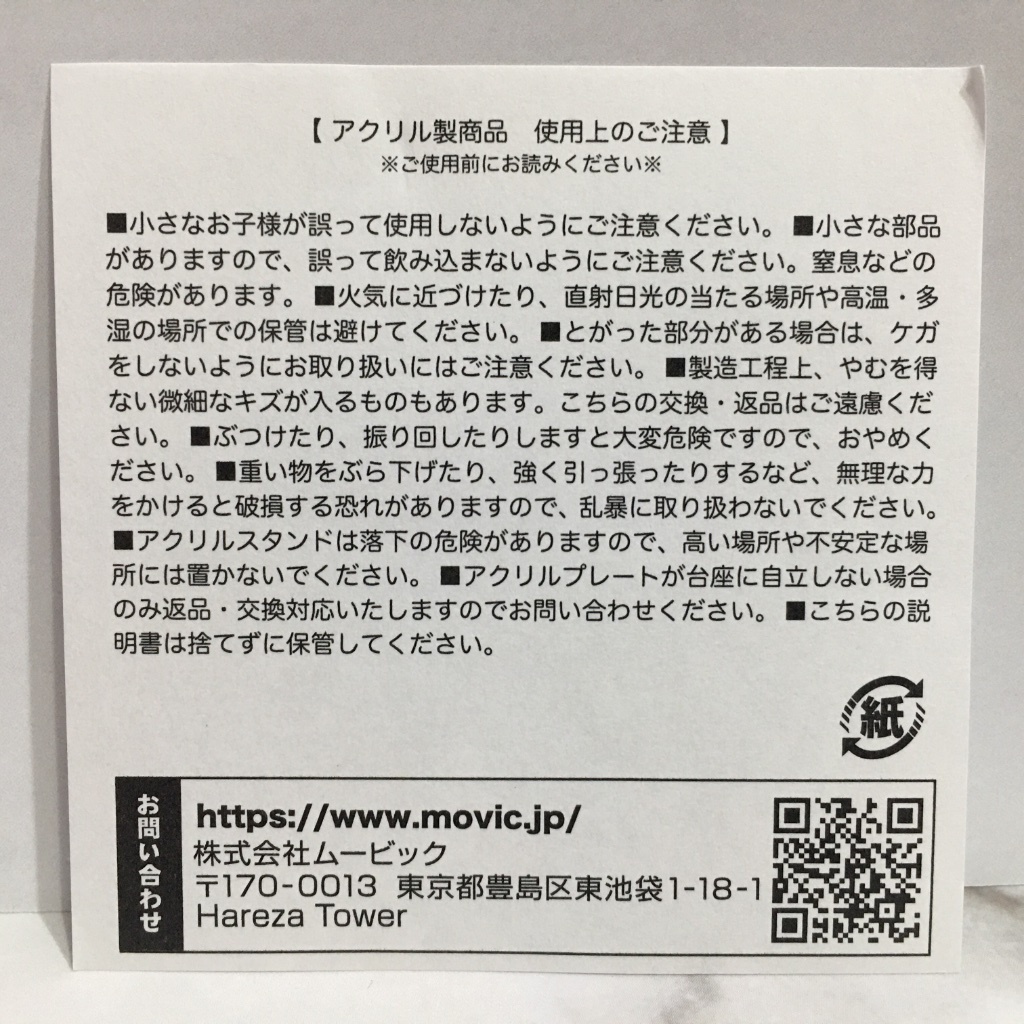 【 アクリル製商品　使用上のご注意 】
※ご使用前にお読みください※
■小さなお子様が誤って使用しないようにご注意ください。 ■小さな部品
がありますので、誤って飲み込まないようにご注意ください。窒息などの
危険があります。 ■火気に近づけたり、直射日光の当たる場所や高温・多
湿の場所での保管は避けてください。 ■とがった部分がある場合は、ケガ
をしないようにお取り扱いにはご注意ください。 ■製造工程上、やむを得
ない微細なキズが入るものもあります。こちらの交換・返品はご遠慮くだ
さい。 ■ぶつけたり、振り回したりしますと大変危険ですので、おやめく
ださい。 ■重い物をぶら下げたり、強く引っ張ったりするなど、無理な力
をかけると破損する恐れがありますので、乱暴に取り扱わないでください。
■アクリルスタンドは落下の危険がありますので、高い場所や不安定な場
所には置かないでください。 ■アクリルプレートが台座に自立しない場合
のみ返品・交換対応いたしますのでお問い合わせください。 ■こちらの説
明書は捨てずに保管してください。
紙
お問い合わせ
https://www.movic.jp/
株式会社ムービック
〒170-0013 東京都豊島区東池袋1-18-1
Hareza Tower